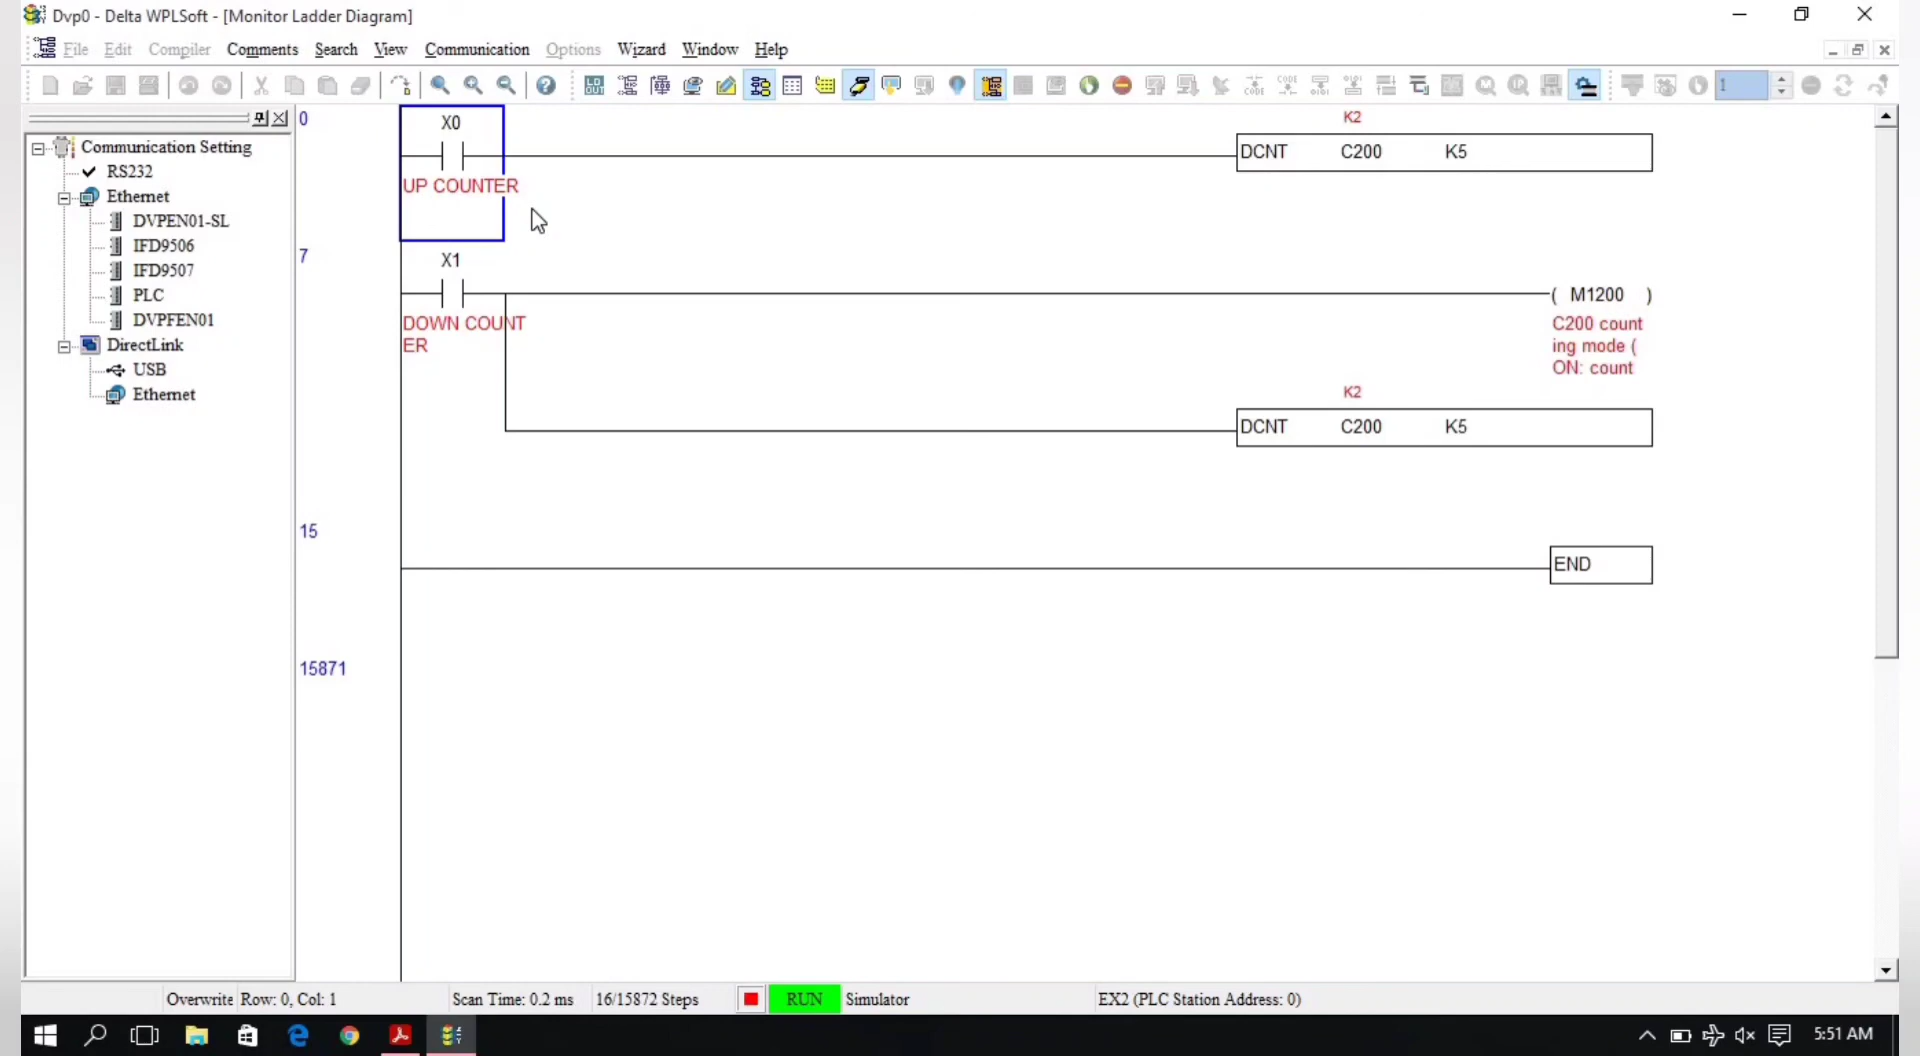 Dvp0 - Delta WPLSoft - [Monitor Ladder Diagram]
File Edit Compiler Comments Search View Communication Options Wizard Window Help
1
Communication Setting
RS232
Ethernet
DVPEN01-SL
IFD9506
IFD9507
PLC
DVPFEN01
DirectLink
USB
Ethernet
0
X0
UP COUNTER
K2
DCNT C200 K5
7
X1
DOWN COUNT
ER
( M1200 )
C200 count
ing mode (
ON: count
K2
DCNT C200 K5
15
END
15871
Overwrite Row: 0, Col: 1 Scan Time: 0.2 ms 16/15872 Steps RUN Simulator EX2 (PLC Station Address: 0)
5:51 AM